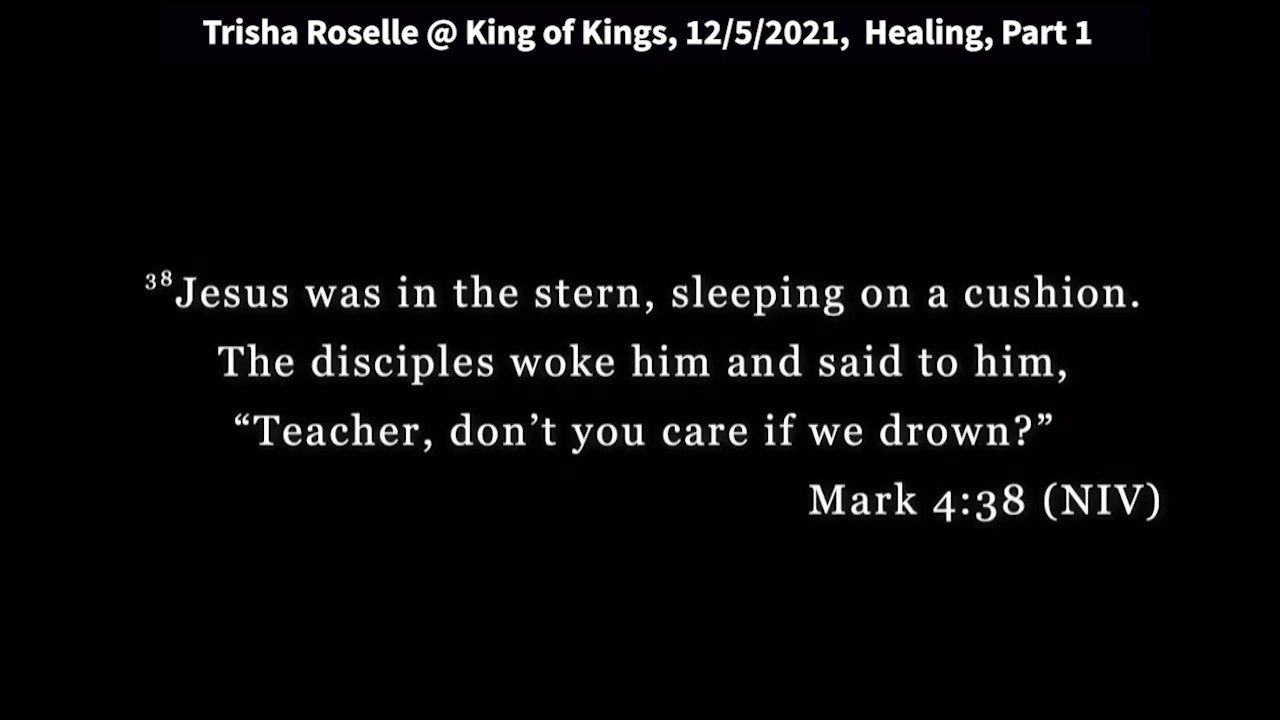 Trisha Roselle @ King of Kings, 12/5/2021,  Healing, Part 1
³⁸Jesus was in the stern, sleeping on a cushion.
The disciples woke him and said to him,
“Teacher, don’t you care if we drown?”
Mark 4:38 (NIV)